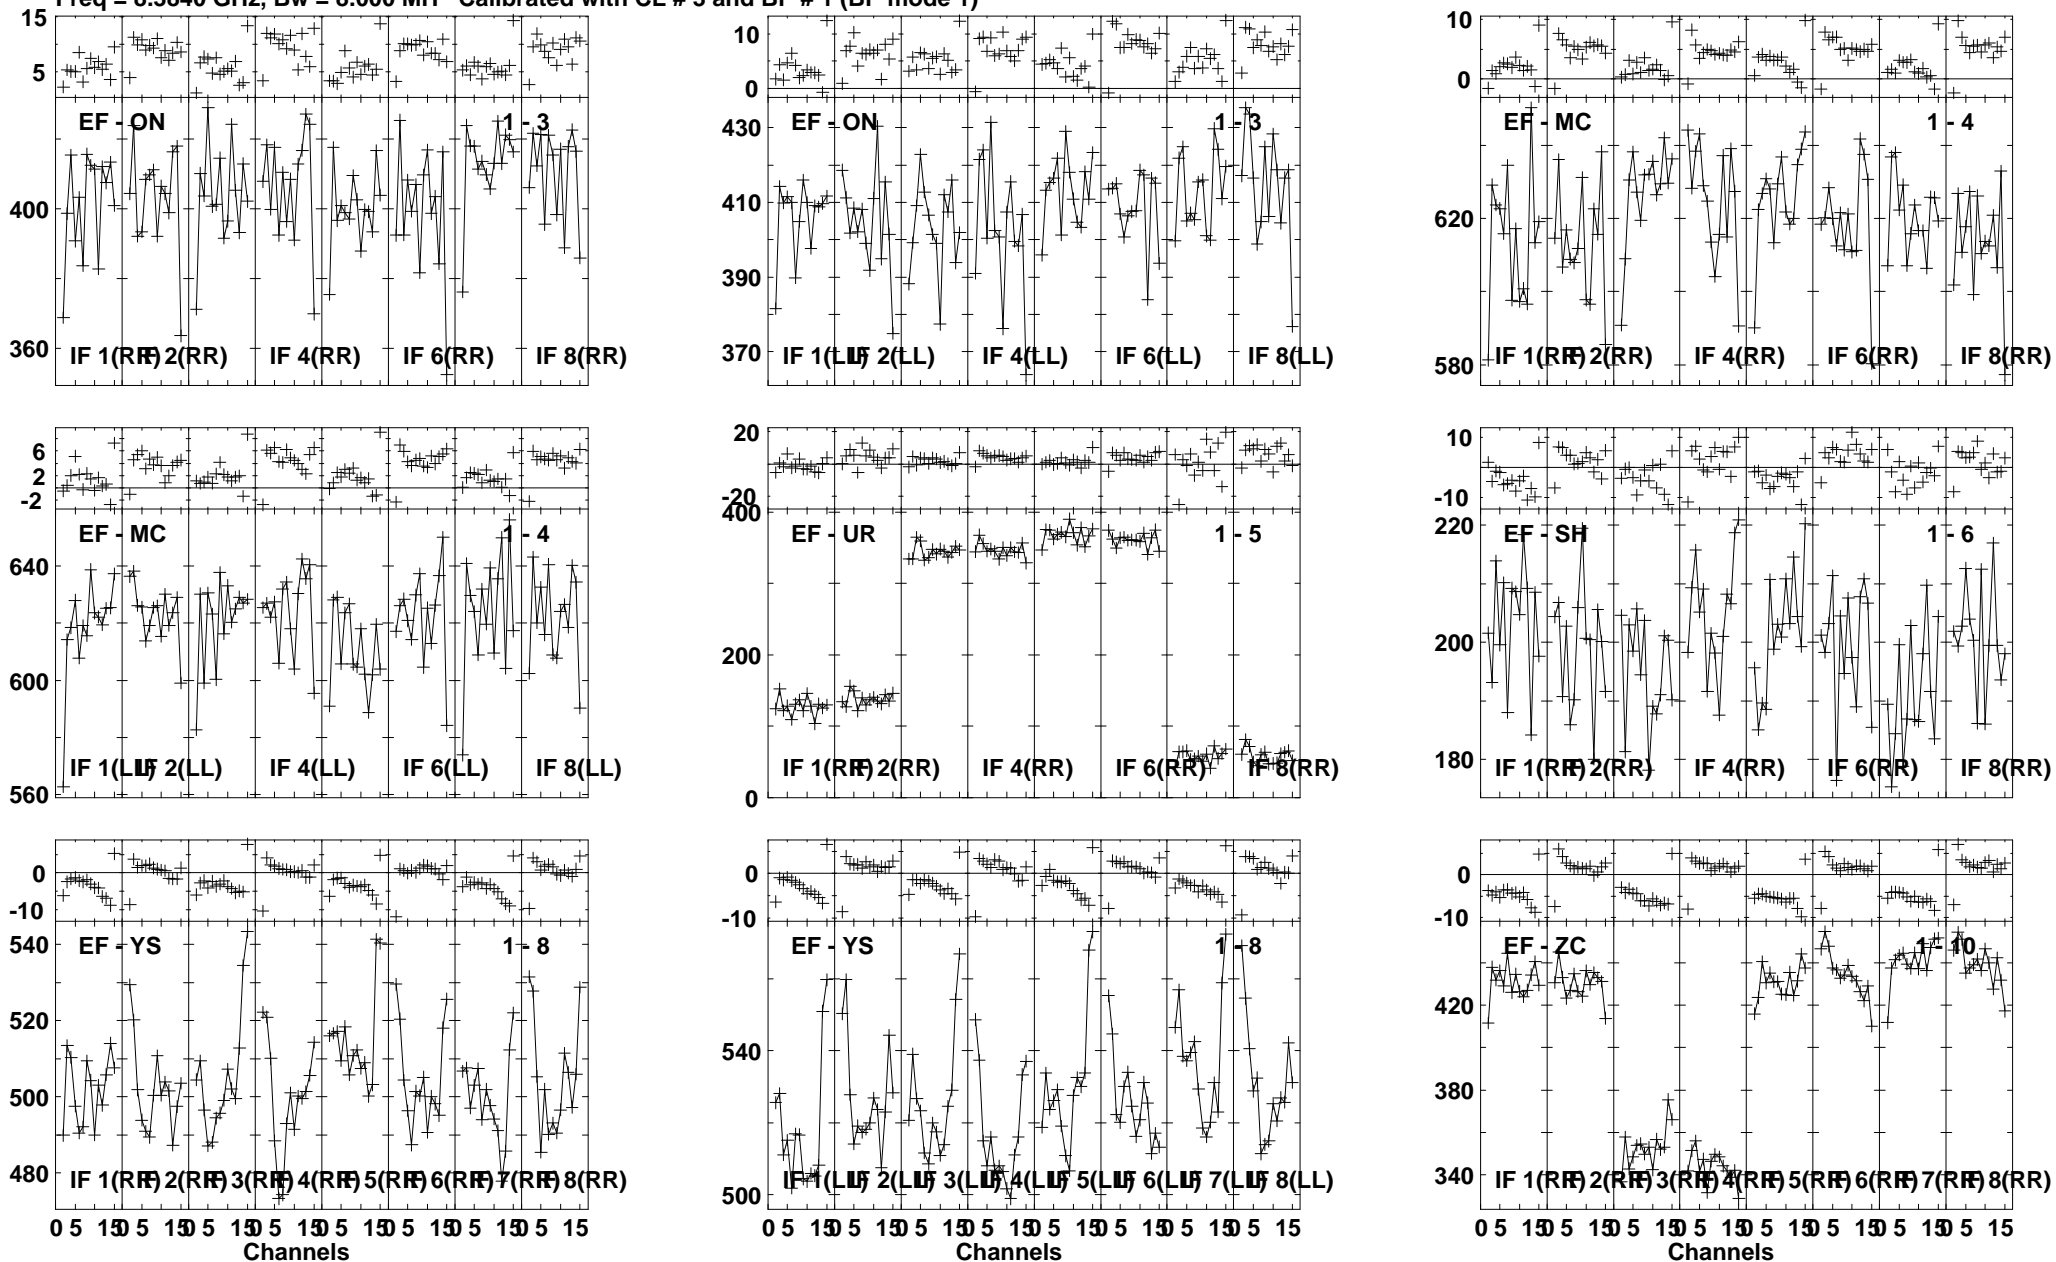 Freq = 8.3840 GHz, Bw = 8.000 MH Calibrated with CL # 3 and BP # 1 (BP mode 1)
15
5
10
0
10
0
EF - ON 1 - 3
EF - ON 1 - 3
EF - MC 1 - 4
400
360
430
410
390
370
620
580
IF 1(RR) IF 2(RR) IF 4(RR) IF 6(RR) IF 8(RR)
IF 1(LL) IF 2(LL) IF 4(LL) IF 6(LL) IF 8(LL)
IF 1(RR) IF 2(RR) IF 4(RR) IF 6(RR) IF 8(RR)
6
2
-2
20
-20
10
-10
EF - MC 1 - 4
EF - UR 1 - 5
EF - SH 1 - 6
640
600
560
400
200
0
220
200
180
IF 1(LL) IF 2(LL) IF 4(LL) IF 6(LL) IF 8(LL)
IF 1(RR) IF 2(RR) IF 4(RR) IF 6(RR) IF 8(RR)
IF 1(RR) IF 2(RR) IF 4(RR) IF 6(RR) IF 8(RR)
0
-10
0
-10
0
-10
EF - YS 1 - 8
EF - YS 1 - 8
EF - ZC 1 - 10
540
520
500
480
540
500
420
380
340
IF 1(RR) IF 2(RR) IF 3(RR) IF 4(RR) IF 5(RR) IF 6(RR) IF 7(RR) IF 8(RR)
IF 1(LL) IF 2(LL) IF 3(LL) IF 4(LL) IF 5(LL) IF 6(LL) IF 7(LL) IF 8(LL)
IF 1(RR) IF 2(RR) IF 3(RR) IF 4(RR) IF 5(RR) IF 6(RR) IF 7(RR) IF 8(RR)
0 5 15 0 5 15 0 5 15 0 5 15 0 5 15 0 5 15 0 5 15 0 5 15
0 5 15 0 5 15 0 5 15 0 5 15 0 5 15 0 5 15 0 5 15 0 5 15
0 5 15 0 5 15 0 5 15 0 5 15 0 5 15 0 5 15 0 5 15 0 5 15
Channels
Channels
Channels